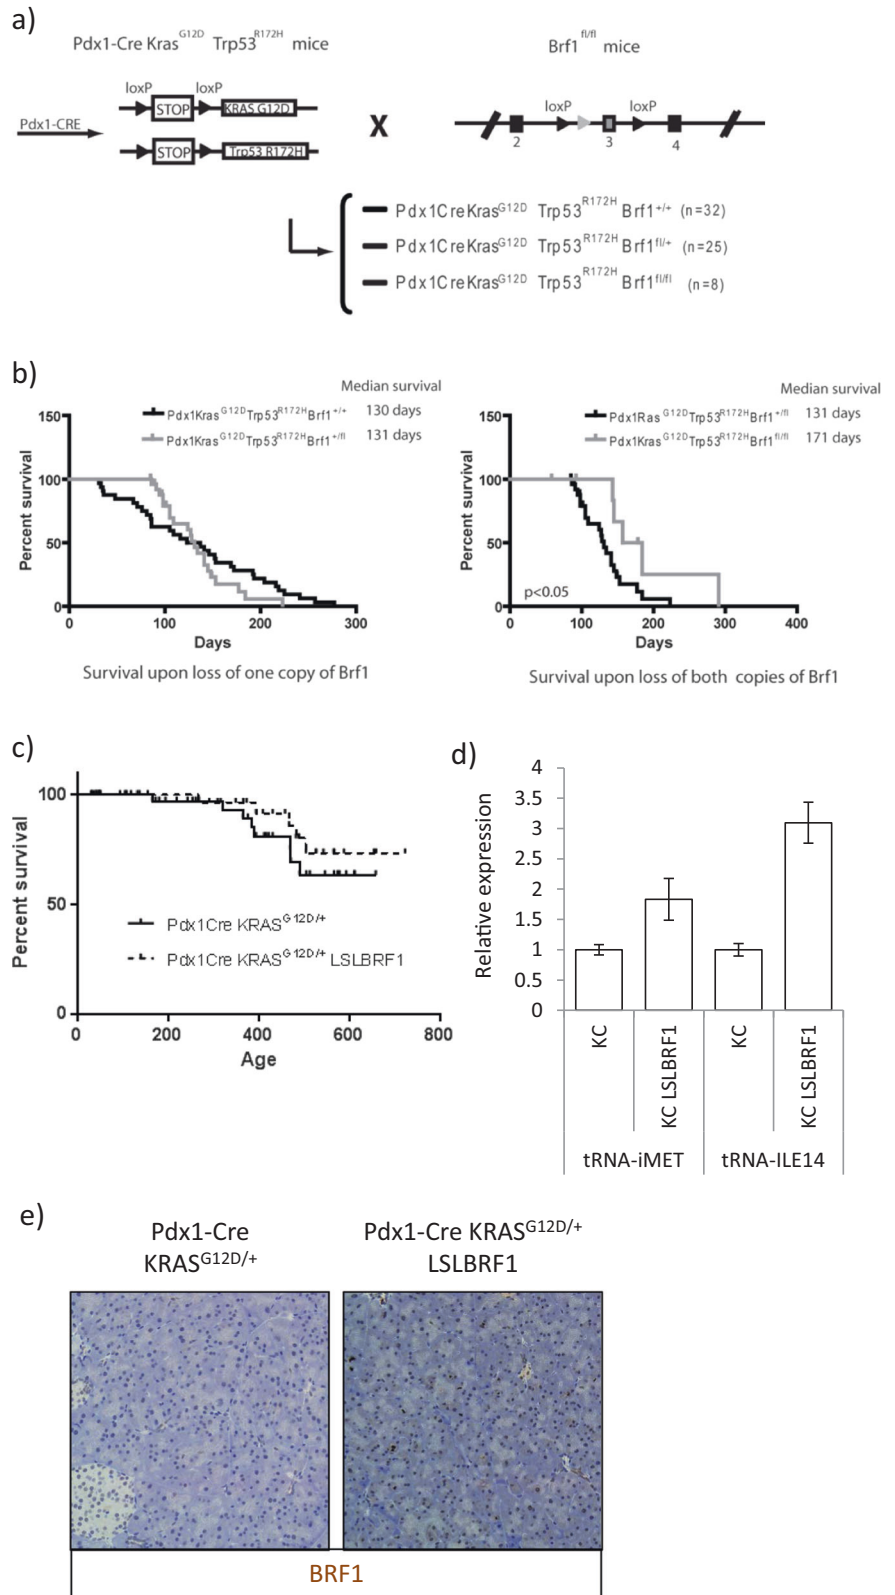 a)
Pdx1-Cre Kras^G12D Trp53^R172H mice
Brf1^fl/fl mice
loxP loxP
Pdx1-CRE
STOP KRAS G12D
STOP Trp53 R172H
X
loxP loxP
2 3 4
Pdx1CreKras^G12D Trp53^R172H Brf1^+/+ (n=32)
Pdx1CreKras^G12D Trp53^R172H Brf1^fl/+ (n=25)
Pdx1CreKras^G12D Trp53^R172H Brf1^fl/fl (n=8)
b)
Median survival
Pdx1Kras^G12D Trp53^R172H Brf1^+/+ 130 days
Pdx1Kras^G12D Trp53^R172H Brf1^+/fl 131 days
Percent survival
150
100
50
0
0 100 200 300
Days
Survival upon loss of one copy of Brf1
Median survival
Pdx1Ras^G12D Trp53^R172H Brf1^+/fl 131 days
Pdx1Kras^G12D Trp53^R172H Brf1^fl/fl 171 days
Percent survival
150
100
50
0
p<0.05
0 100 200 300 400
Days
Survival upon loss of both copies of Brf1
c)
Percent survival
100
50
0
Pdx1Cre KRAS^G12D/+
Pdx1Cre KRAS^G12D/+ LSLBRF1
0 200 400 600 800
Age
d)
Relative expression
4
3.5
3
2.5
2
1.5
1
0.5
0
KC
KC LSLBRF1
KC
KC LSLBRF1
tRNA-iMET tRNA-ILE14
e)
Pdx1-Cre
KRAS^G12D/+
Pdx1-Cre KRAS^G12D/+
LSLBRF1
BRF1